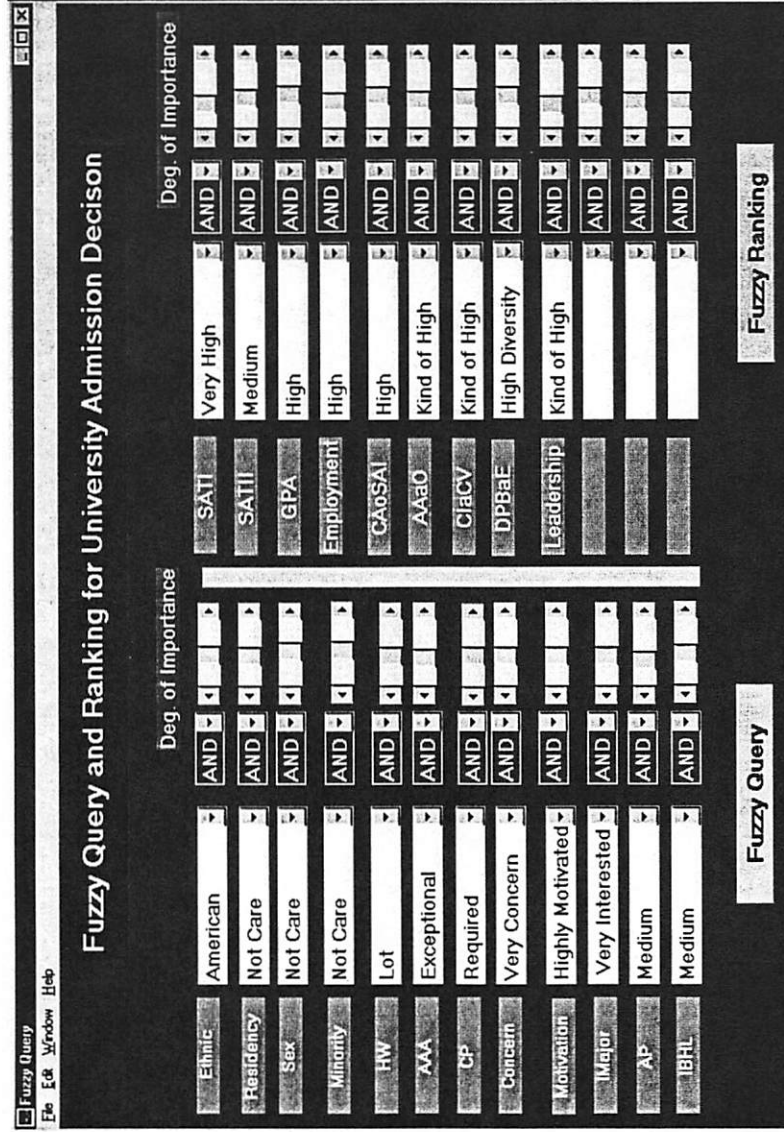 Fuzzy Query
File Edit Window Help
Fuzzy Query and Ranking for University Admission Decison
Deg. of Importance
Ethnic American AND
Residency Not Care AND
Sex Not Care AND
Minority Not Care AND
HW Lot AND
AAA Exceptional AND
CP Required AND
Concern Very Concern AND
Motivation Highly Motivated AND
IMajor Very Interested AND
AP Medium AND
IBHL Medium AND
Deg. of Importance
SATI Very High AND
SATII Medium AND
GPA High AND
Employment High AND
CAoSAI High AND
AAaO Kind of High AND
CIaCV Kind of High AND
DPBaE High Diversity AND
Leadership Kind of High AND
AND
AND
AND
Fuzzy Query
Fuzzy Ranking